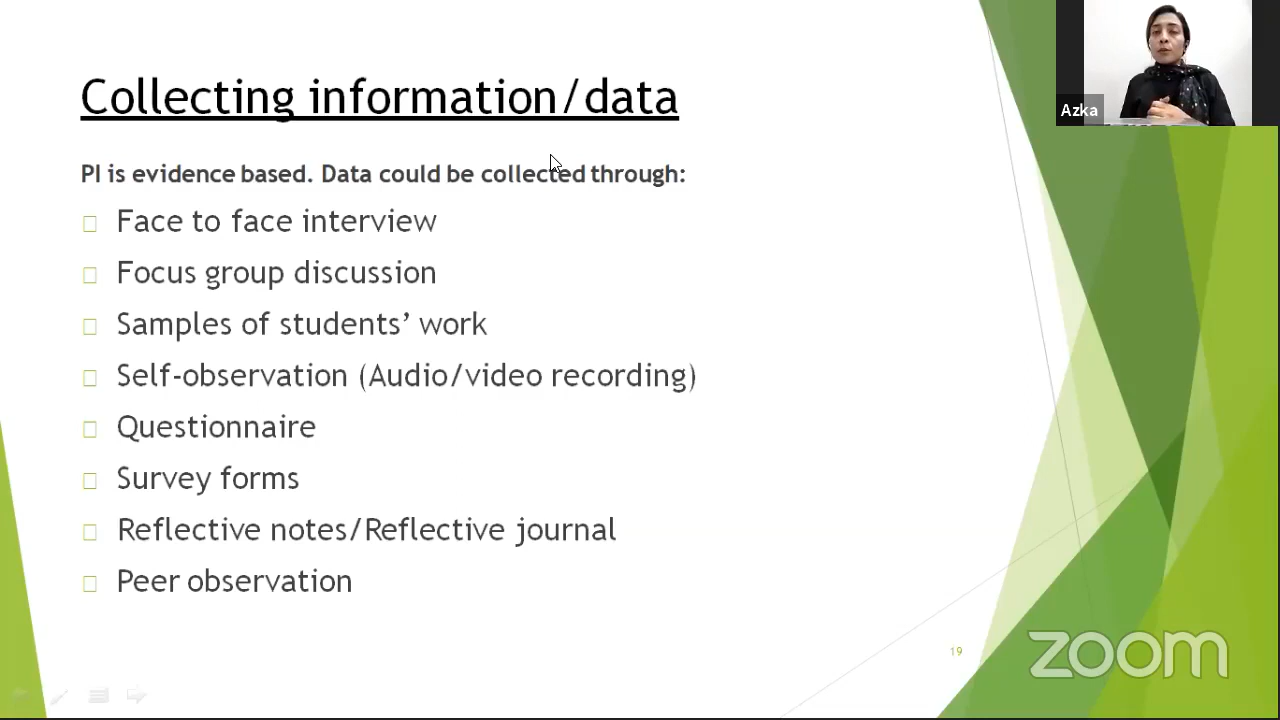 Collecting information/data
Azka
PI is evidence based. Data could be collected through:
Face to face interview
Focus group discussion
Samples of students’ work
Self-observation (Audio/video recording)
Questionnaire
Survey forms
Reflective notes/Reflective journal
Peer observation
19
zoom